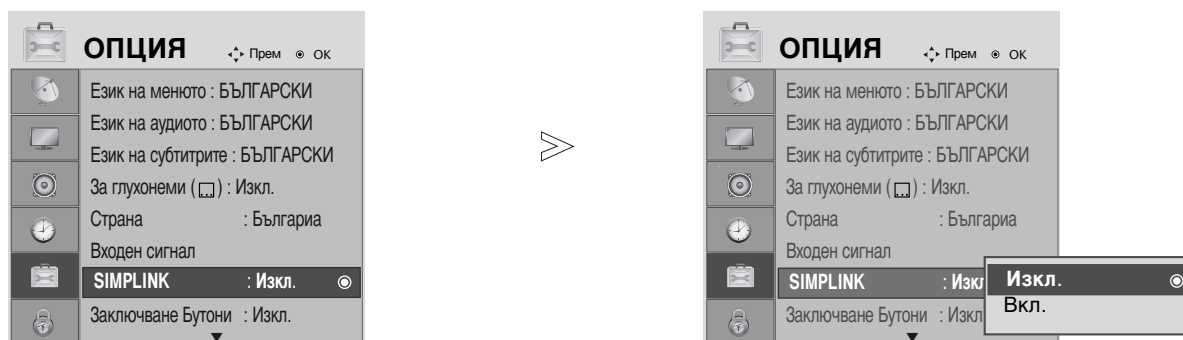 ОПЦИЯ Прем ОК
Език на менюто : БЪЛГАРСКИ
Език на аудиото : БЪЛГАРСКИ
Език на субтитрите : БЪЛГАРСКИ
За глухонеми ( ) : Изкл.
Страна : Българиа
Входен сигнал
SIMPLINK : Изкл.
Заключване Бутони : Изкл.
ОПЦИЯ Прем ОК
Език на менюто : БЪЛГАРСКИ
Език на аудиото : БЪЛГАРСКИ
Език на субтитрите : БЪЛГАРСКИ
За глухонеми ( ) : Изкл.
Страна : Българиа
Входен сигнал
SIMPLINK : Изкл
Заключване Бутони : Изкл
Изкл.
Вкл.